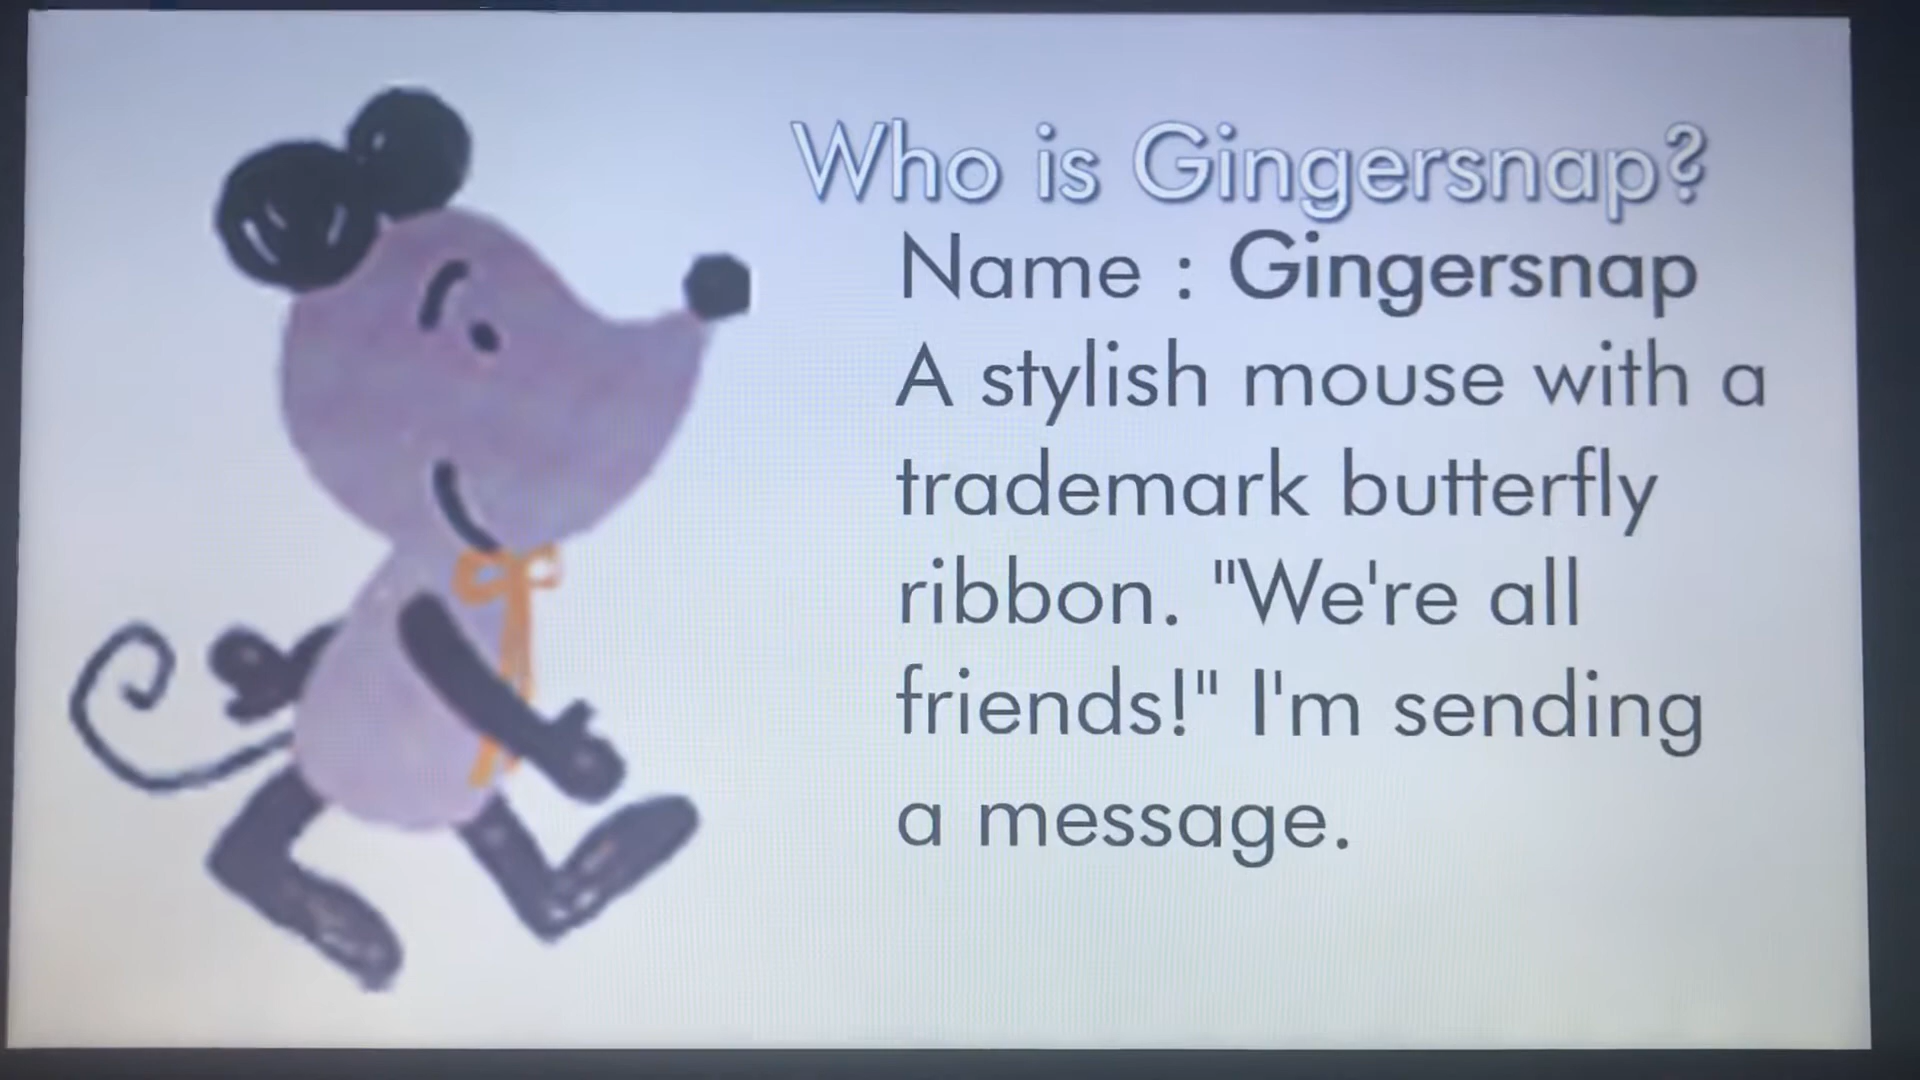 Who is Gingersnap?
Name : Gingersnap
A stylish mouse with a
trademark butterfly
ribbon. "We're all
friends!" I'm sending
a message.